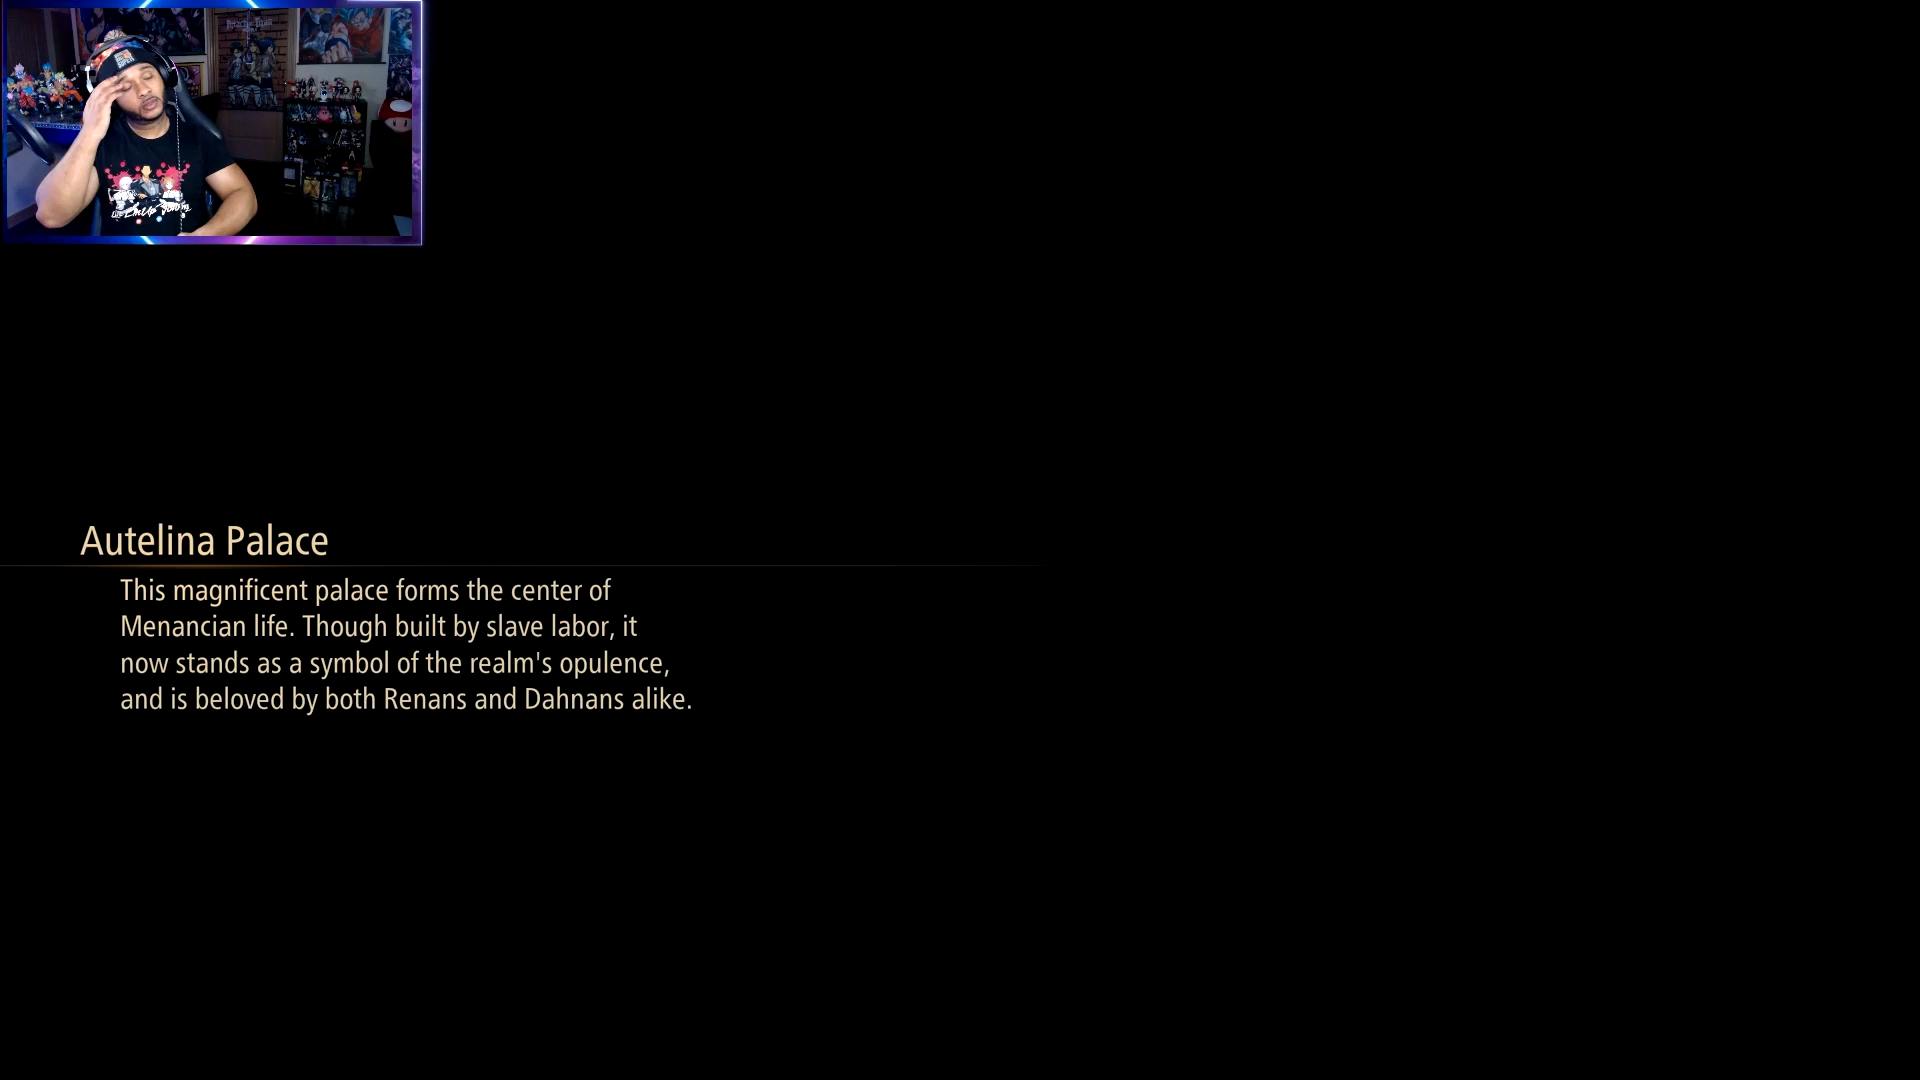 Autelina Palace
This magnificent palace forms the center of
Menancian life. Though built by slave labor, it
now stands as a symbol of the realm's opulence,
and is beloved by both Renans and Dahnans alike.